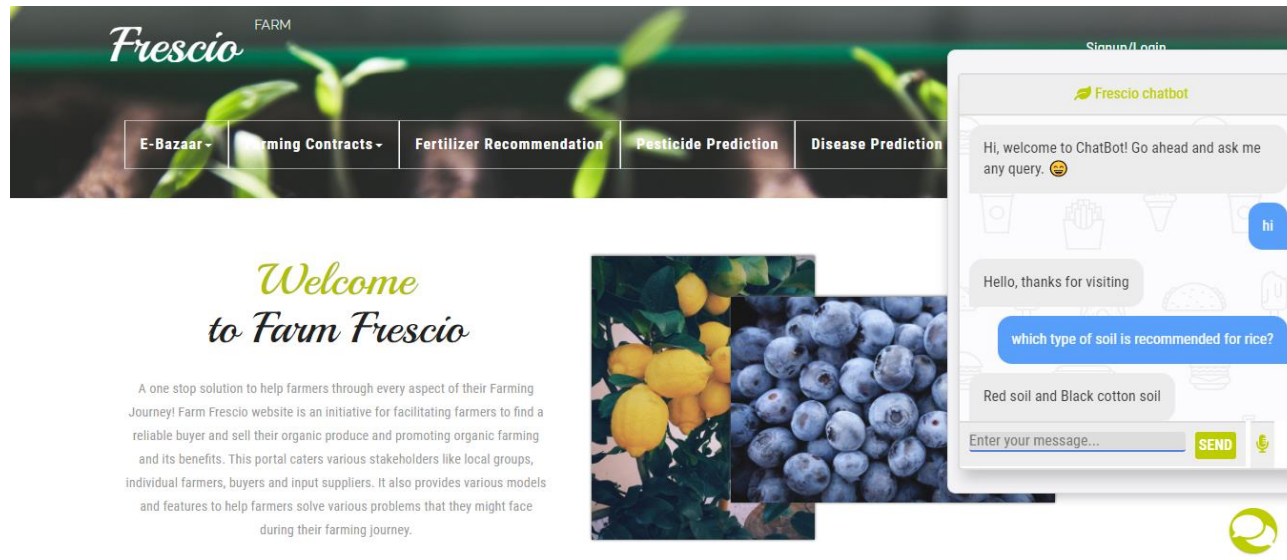 Frescio
FARM
Signup/Login
E-Bazaar
Farming Contracts
Fertilizer Recommendation
Pesticide Prediction
Disease Prediction
Welcome
to Farm Frescio
A one stop solution to help farmers through every aspect of their Farming
Journey! Farm Frescio website is an initiative for facilitating farmers to find a
reliable buyer and sell their organic produce and promoting organic farming
and its benefits. This portal caters various stakeholders like local groups,
individual farmers, buyers and input suppliers. It also provides various models
and features to help farmers solve various problems that they might face
during their farming journey.
Frescio chatbot
Hi, welcome to ChatBot! Go ahead and ask me
any query. 😄
hi
Hello, thanks for visiting
which type of soil is recommended for rice?
Red soil and Black cotton soil
Enter your message...
SEND